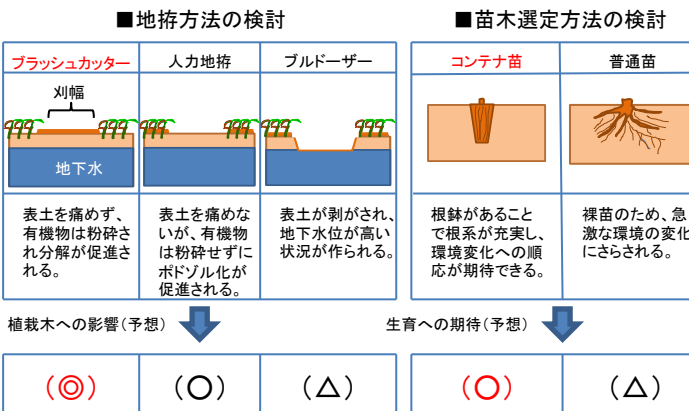 ■地拵方法の検討
ブラッシュカッター
人力地拵
ブルドーザー
刈幅
地下水
表土を痛めず、
有機物は粉砕さ
れ分解が促進さ
れる。
表土を痛めな
いが、有機物
は粉砕せずに
ポドゾル化が
促進される。
表土が剥がされ、
地下水位が高い
状況が作られる。
植栽木への影響(予想)
(◎)
(○)
(△)
■苗木選定方法の検討
コンテナ苗
普通苗
根鉢があること
で根系が充実し、
環境変化への順
応が期待できる。
裸苗のため、急
激な環境の変化
にさらされる。
生育への期待(予想)
(○)
(△)